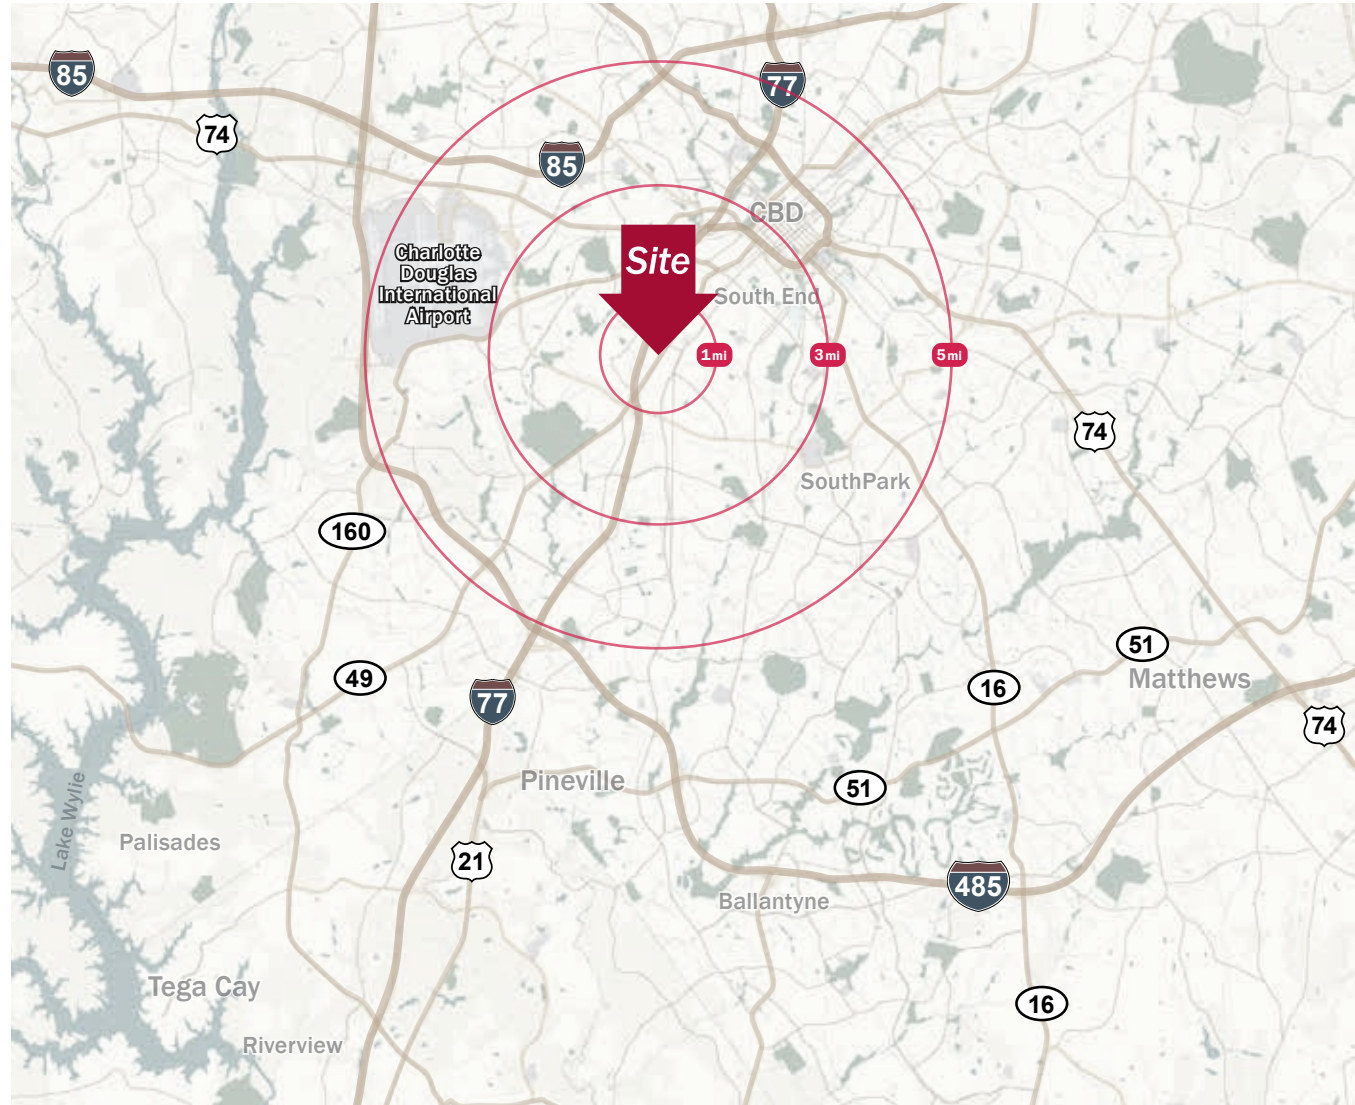 85
77
74
85
CBD
Charlotte
Douglas
International
Airport
Site
South End
1 mi
3 mi
5 mi
74
SouthPark
160
51
49
16
Matthews
77
74
Pineville
51
Lake Wylie
Palisades
21
485
Ballantyne
Tega Cay
16
Riverview